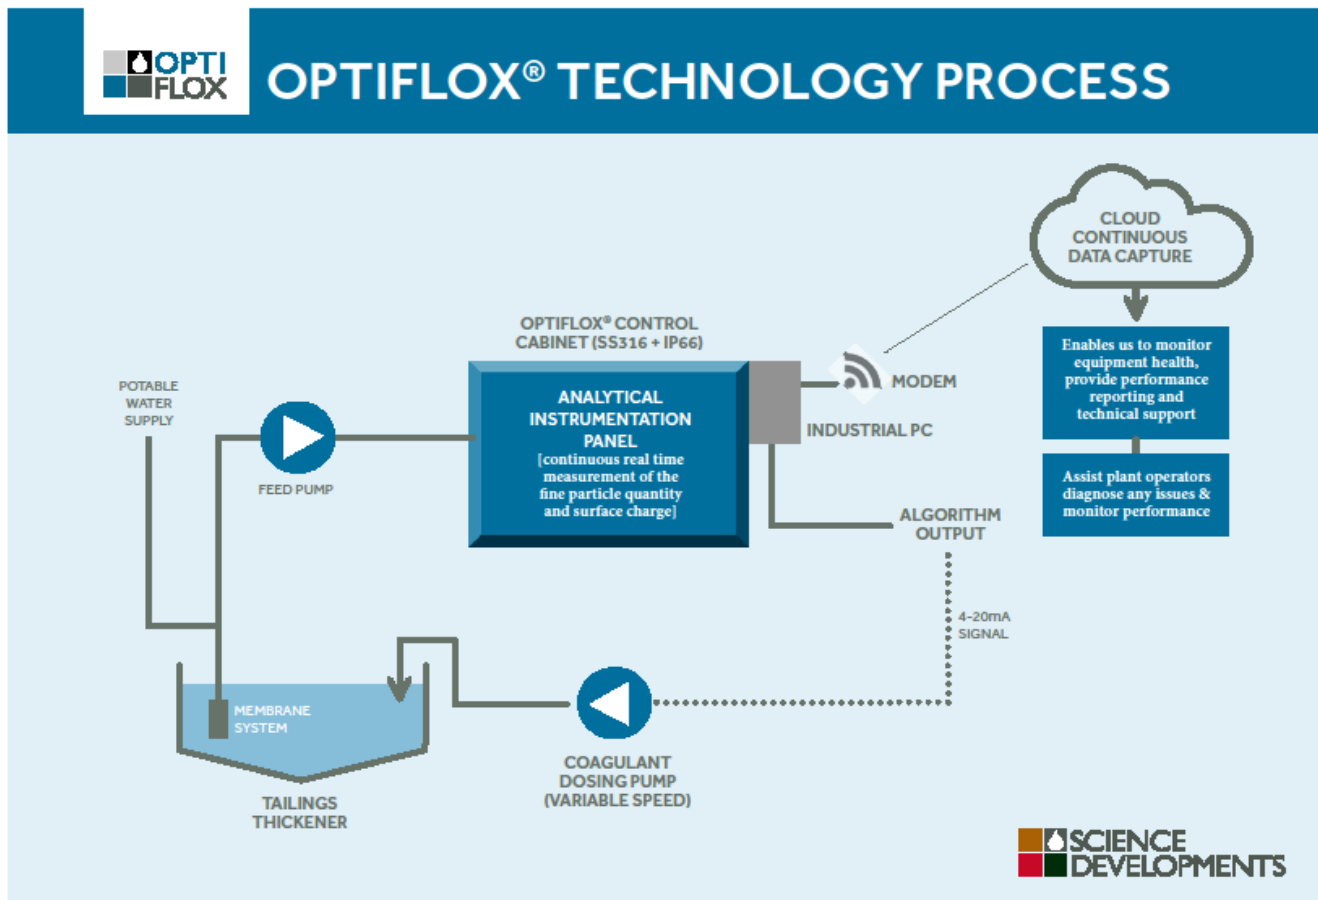 OPTI
FLOX
OPTIFLOX® TECHNOLOGY PROCESS
CLOUD
CONTINUOUS
DATA CAPTURE
OPTIFLOX® CONTROL
CABINET (SS316 + IP66)
Enables us to monitor
equipment health,
provide performance
reporting and
technical support
POTABLE
WATER
SUPPLY
ANALYTICAL
INSTRUMENTATION
PANEL
[continuous real time
measurement of the
fine particle quantity
and surface charge]
MODEM
INDUSTRIAL PC
FEED PUMP
Assist plant operators
diagnose any issues &
monitor performance
ALGORITHM
OUTPUT
4-20mA
SIGNAL
MEMBRANE
SYSTEM
COAGULANT
DOSING PUMP
(VARIABLE SPEED)
TAILINGS
THICKENER
SCIENCE
DEVELOPMENTS